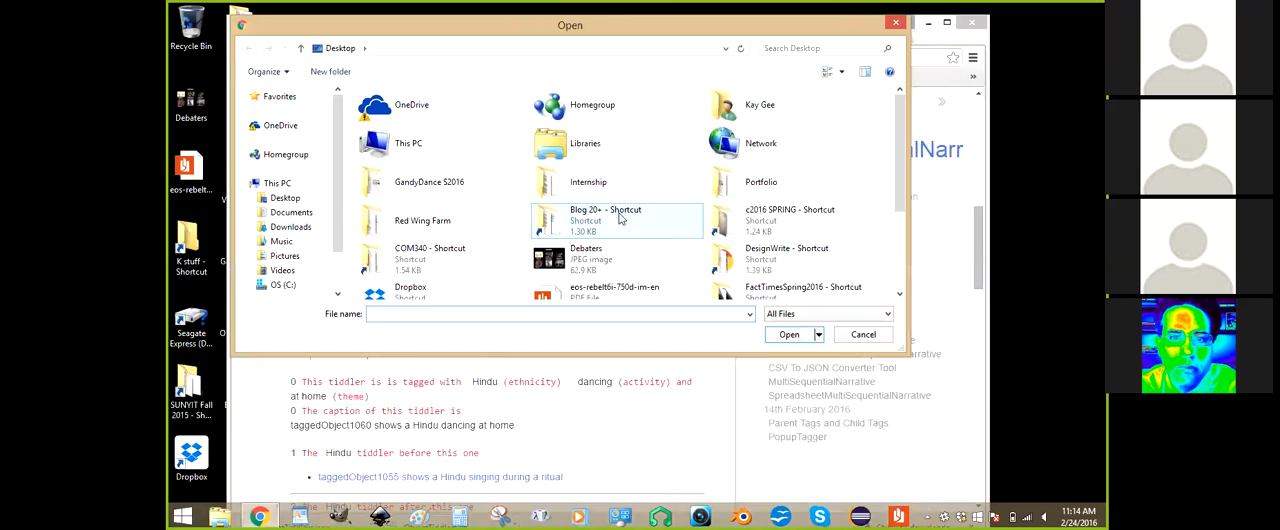 Open
Recycle Bin
Desktop
Search Desktop
Organize
New folder
Favorites
OneDrive
Homegroup
This PC
Desktop
Documents
Downloads
Music
Pictures
Videos
OS (C:)
OneDrive
Homegroup
Kay Gee
This PC
Libraries
Network
GandyDance S2016
Internship
Portfolio
Red Wing Farm
Blog 20+ - Shortcut
Shortcut
1.30 KB
c2016 SPRING - Shortcut
Shortcut
1.24 KB
COM340 - Shortcut
Shortcut
1.54 KB
Debaters
JPEG image
62.9 KB
DesignWrite - Shortcut
Shortcut
1.39 KB
Dropbox
eos-rebelt6i-750d-im-en
PDF File
FactTimesSpring2016 - Shortcut
Shortcut
File name:
All Files
Open
Cancel
Debaters
eos-rebelt...
K stuff -
Shortcut
Seagate
Express (D...
SUNYIT Fall
2015 - Sh...
Dropbox
0 This tiddler is is tagged with Hindu (ethnicity) dancing (activity) and
at home (theme)
0 The caption of this tiddler is
taggedObject1060 shows a Hindu dancing at home
1 The Hindu tiddler before this one
taggedObject1055 shows a Hindu singing during a ritual
CSV To JSON Converter Tool
MultiSequentialNarrative
SpreadsheetMultiSequentialNarrative
14th February 2016
Parent Tags and Child Tags
PopupTagger
11:14 AM
2/24/2016